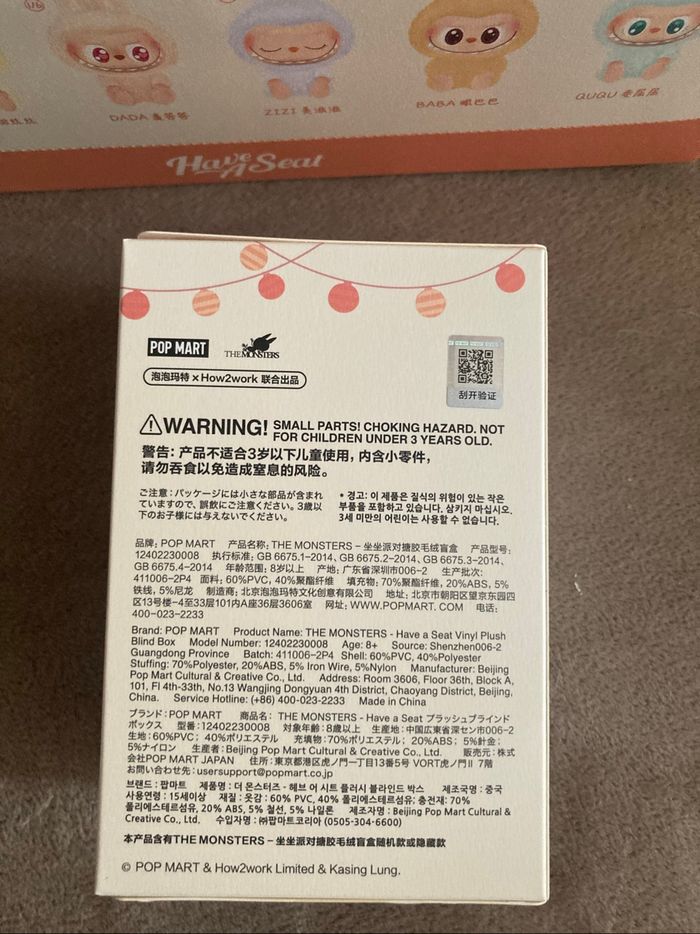 DADA
ZIZI
BABA
QUQU
Have A Seat
POP MART
THE MONSTERS
泡泡玛特 x How2work 联合出品
刮开验证
WARNING! SMALL PARTS! CHOKING HAZARD. NOT
FOR CHILDREN UNDER 3 YEARS OLD.
警告: 产品不适合3岁以下儿童使用，内含小零件，
请勿吞食以免造成窒息的风险。
ご注意：パッケージには小さな部品が含まれ
ていますので、誤飲にご注意ください。3歳以
下のお子様には与えないでください。
* 경고: 이 제품은 질식의 위험이 있는 작은
부품을 포함하고 있습니다. 삼키지 마십시오.
3세 미만의 어린이는 사용할 수 없습니다.
品牌: POP MART 产品名称: THE MONSTERS – 坐坐派对搪胶毛绒盲盒 产品型号:
12402230008 执行标准: GB 6675.1–2014、GB 6675.2–2014、GB 6675.3–2014、
GB 6675.4–2014 年龄范围: 8岁以上 产地: 广东省深圳市006–2 生产批次:
411006–2P4 面料: 60%PVC, 40%聚酯纤维 填充物: 70%聚酯纤维, 20%ABS, 5%
铁线, 5%尼龙 制造商: 北京泡泡玛特文化创意有限公司 地址: 北京市朝阳区望京东园四
区13号楼–4至33层101内A座36层3606室 网址: WWW.POPMART. COM 电话:
400–023–2233
Brand: POP MART Product Name: THE MONSTERS - Have a Seat Vinyl Plush
Blind Box Model Number: 12402230008 Age: 8+ Source: Shenzhen006-2
Guangdong Province Batch: 411006-2P4 Shell: 60%PVC, 40%Polyester
Stuffing: 70%Polyester, 20%ABS, 5% Iron Wire, 5%Nylon Manufacturer: Beijing
Pop Mart Cultural & Creative Co., Ltd. Address: Room 3606, Floor 36th, Block A,
101, Fl 4th-33th, No.13 Wangjing Dongyuan 4th District, Chaoyang District, Beijing,
China. Service Hotline: (+86) 400-023-2233 Made in China
ブランド: POP MART 商品名: THE MONSTERS - Have a Seat プラッシュブラインド
ボックス 型番: 12402230008 対象年齢: 8歳以上 生産地: 中国広東省深セン市006−2
生地: 60%PVC; 40%ポリエステル 充填物: 70%ポリエステル; 20%ABS; 5%針金;
5%ナイロン 生産者: Beijing Pop Mart Cultural & Creative Co., Ltd. 販売元: 株式
会社POP MART JAPAN 住所: 東京都港区虎ノ門一丁目13番5号 VORT虎ノ門II 7階
お問い合わせ先: usersupport@popmart.co.jp
브랜드 : 팝마트 제품명 : 더 몬스터즈 - 헤브 어 시트 플러시 블라인드 박스 제조국명 : 중국
사용연령 : 15세이상 재질 : 옷감 : 60% PVC, 40% 폴리에스테르섬유; 충전재: 70%
폴리에스테르섬유, 20% ABS, 5% 철선, 5% 나일론 제조자명 : Beijing Pop Mart Cultural &
Creative Co., Ltd. 수입자명 : ㈜팝마트코리아 (0505-304-6600)
本产品含有THE MONSTERS – 坐坐派对搪胶毛绒盲盒随机款或隐藏款
© POP MART & How2work Limited & Kasing Lung.